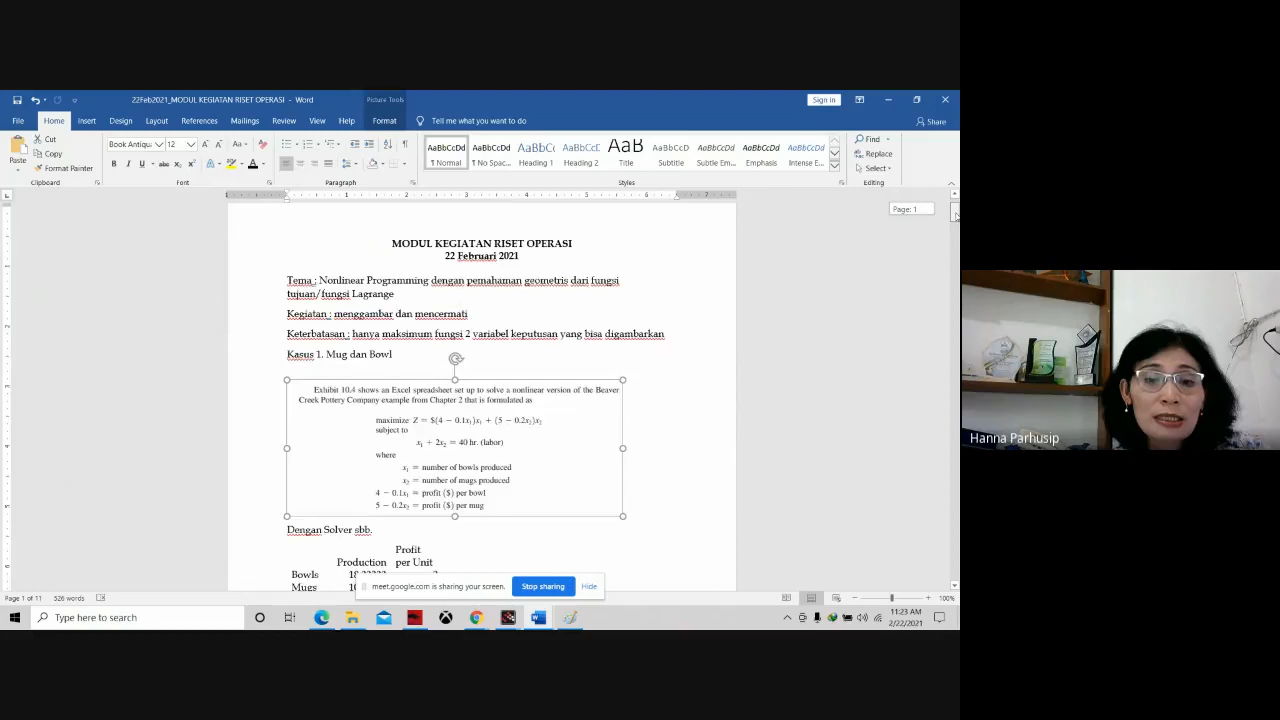 22Feb2021_MODUL KEGIATAN RISET OPERASI - Word
Picture Tools
Sign in
File Home Insert Design Layout References Mailings Review View Help Format Tell me what you want to do
Share
Paste
Cut
Copy
Format Painter
Clipboard
Book Antiqua 12
Font
Paragraph
AaBbCcDd AaBbCcDd AaBbCc AaBbCcC AaB AaBbCcD AaBbCcDd AaBbCcDd AaBbCcDd
¶ Normal ¶ No Spac... Heading 1 Heading 2 Title Subtitle Subtle Em... Emphasis Intense E...
Styles
Find
Replace
Select
Editing
Page: 1
MODUL KEGIATAN RISET OPERASI
22 Februari 2021
Tema : Nonlinear Programming dengan pemahaman geometris dari fungsi
tujuan/fungsi Lagrange
Kegiatan : menggambar dan mencermati
Keterbatasan : hanya maksimum fungsi 2 variabel keputusan yang bisa digambarkan
Kasus 1. Mug dan Bowl
Exhibit 10.4 shows an Excel spreadsheet set up to solve a nonlinear version of the Beaver
Creek Pottery Company example from Chapter 2 that is formulated as
maximize Z = $(4 − 0.1x₁)x₁ + (5 − 0.2x₂)x₂
subject to
x₁ + 2x₂ = 40 hr. (labor)
where
x₁ = number of bowls produced
x₂ = number of mugs produced
4 − 0.1x₁ = profit ($) per bowl
5 − 0.2x₂ = profit ($) per mug
Dengan Solver sbb.
Profit
Production per Unit
Bowls
Mugs
meet.google.com is sharing your screen. Stop sharing Hide
Page 1 of 11 526 words
100%
Type here to search
11:23 AM
2/22/2021
Hanna Parhusip